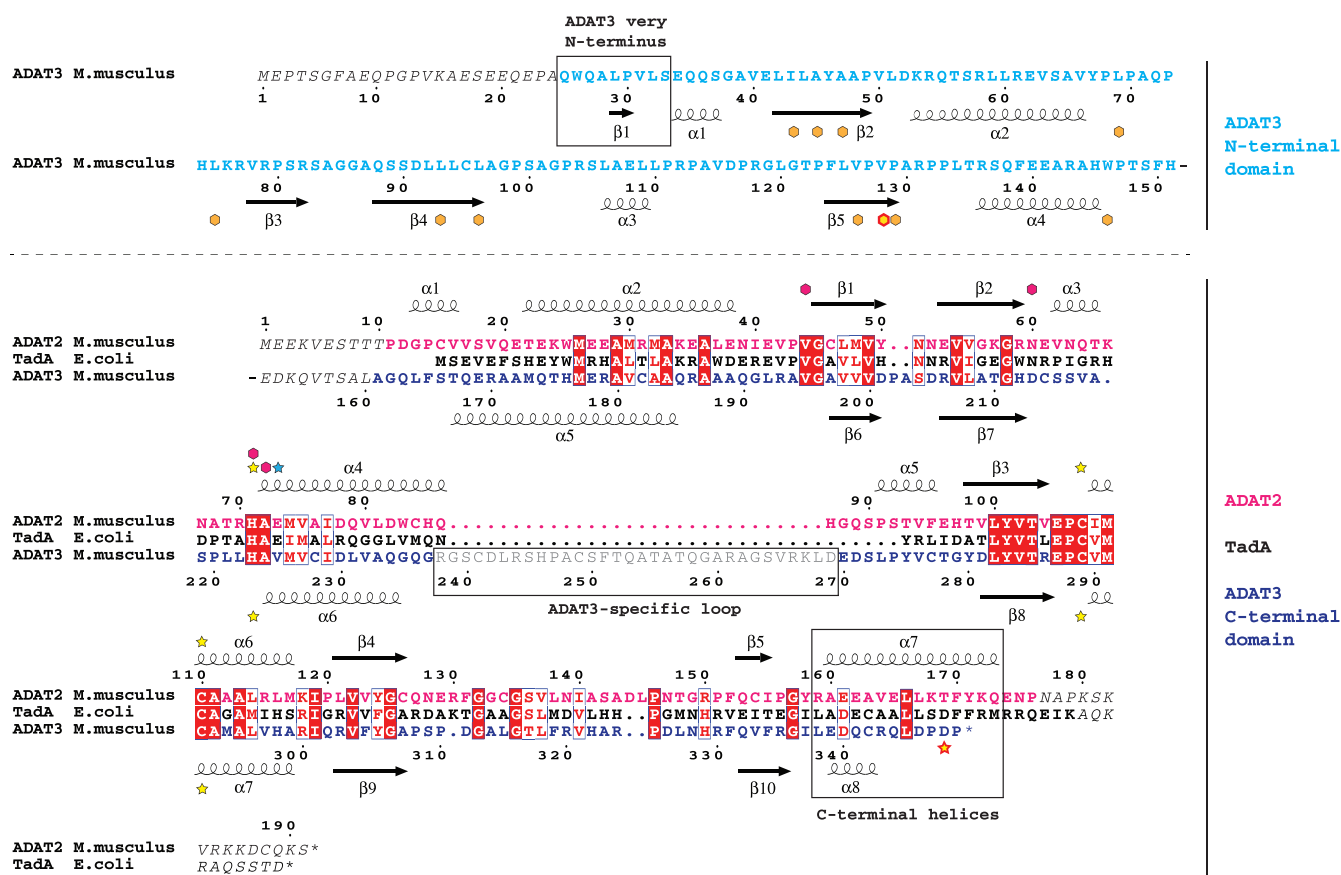 ADAT3 very
N-terminus
ADAT3 M.musculus MEPTSGFAEQPGPVKAESEEQEPAQWQALPVLSEQQSGAVELILAYAAPVLDKRQTSRLLREVSAVYPLPAQP
1 10 20 30 40 50 60 70
β1 α1 β2 α2
ADAT3
N-terminal
domain
ADAT3 M.musculus HLKRVRPSRSAGGAQSSDLLLCLAGPSAGPRSLAELLPRPAVDPRGLGTPFLVPVPARPPLTRSQFEEARAHWPTSFH-
80 90 100 110 120 130 140 150
β3 β4 α3 β5 α4
α1 α2 β1 β2 α3
1 10 20 30 40 50 60
ADAT2 M.musculus MEEKVESTTTPDGPCVVSVQETEKWMEEAMRMAKEALENIEVPVGCLMVY..NNEVVGKGRNEVNQTK
TadA E.coli MSEVEFSHEYWMRHALTLAKRAWDEREVPVGAVLVH..NNRVIGEGWNRPIGRH
ADAT3 M.musculus -EDKQVTSALAGQLFSTQERAAMQTHMERAVCAAQRAAAQGLRAVGAVVVDPASDRVLATGHDCSSVA.
160 170 180 190 200 210
α5 β6 β7
α4 α5 β3
70 80 90 100
ADAT2 M.musculus NATRHAEMVAIDQVLDWCHQ..............................HGQSPSTVFEHTVLYVTVEPCIM
TadA E.coli DPTAHAEIMALRQGGLVMQN....................................YRLIDATLYVTLEPCVM
ADAT3 M.musculus SPLLHAVMVCIDLVAQGQGRGSCDLRSHPACSFTQATATQGARAGSVRKLDEDSLPYVCTGYDLYVTREPCVM
220 230 240 250 260 270 280 290
ADAT3-specific loop
α6 β8
ADAT2
TadA
ADAT3
C-terminal
domain
α6 β4 β5 α7
110 120 130 140 150 160 170 180
ADAT2 M.musculus CAAALRLMKIPLVVYGCQNERFGGCGSVLNIASADLPNTGRPFQCIPGYRAEEAVELLKTFYKQENPNAPKSK
TadA E.coli CAGAMIHSRIGRVVFGARDAKTGAAGSLMDVLHH..PGMNHRVEITEGILADECAALLSDFFRMRRQEIKAQK
ADAT3 M.musculus CAMALVHARIQRVFYGAPSP.DGALGTLFRVHAR..PDLNHRFQVFRGILEDQCRQLPDP*
300 310 320 330 340
α7 β9 β10 α8
C-terminal helices
190
ADAT2 M.musculus VRKKDCQKS*
TadA E.coli RAQSSTD*